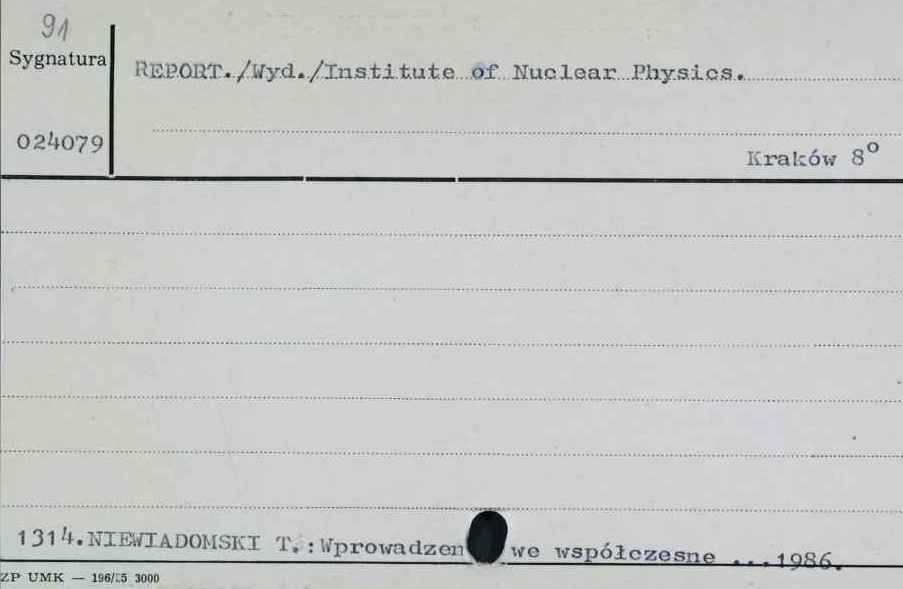 91
Sygnatura
REPORT./Wyd./Institute of Nuclear Physics.
024079
Kraków 8°
1314.NIEWIADOMSKI T.:Wprowadzen we współczesne ...1986.
ZP UMK — 196/ 5 3000